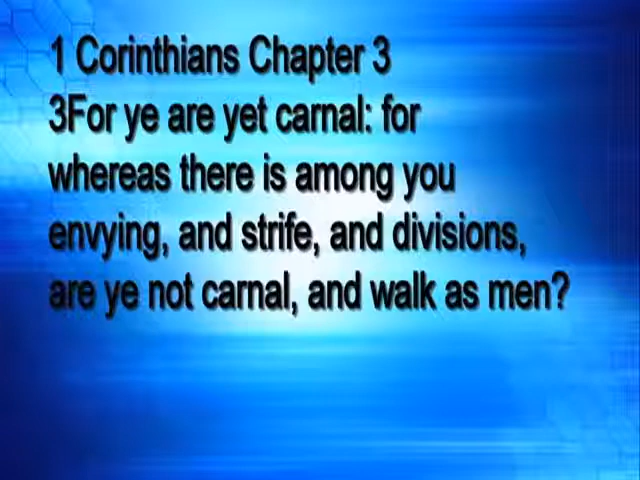 1 Corinthians Chapter 3
3For ye are yet carnal: for
whereas there is among you
envying, and strife, and divisions,
are ye not carnal, and walk as men?